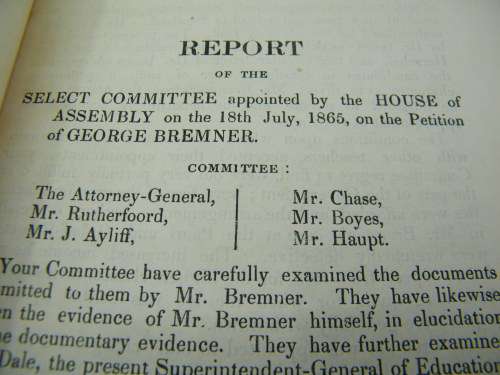 REPORT
OF THE
SELECT COMMITTEE appointed by the HOUSE of
ASSEMBLY on the 18th July, 1865, on the Petition
of GEORGE BREMNER.
COMMITTEE :
The Attorney-General,
Mr. Rutherfoord,
Mr. J. Ayliff,
Mr. Chase,
Mr. Boyes,
Mr. Haupt.
Your Committee have carefully examined the documents
mitted to them by Mr. Bremner. They have likewise
en the evidence of Mr. Bremner himself, in elucidation
he documentary evidence. They have further examine
Dale, the present Superintendent-General of Education